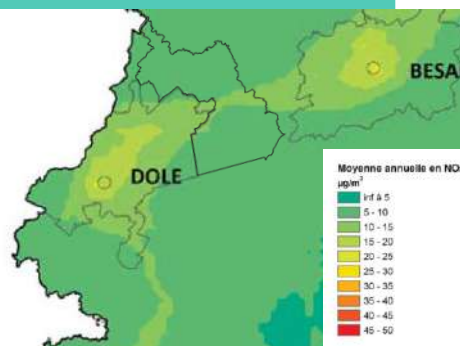 BESA
DOLE
Moyenne annuelle en NO
µg/m³
inf à 5
5 - 10
10 - 15
15 - 20
20 - 25
25 - 30
30 - 35
35 - 40
40 - 45
45 - 50